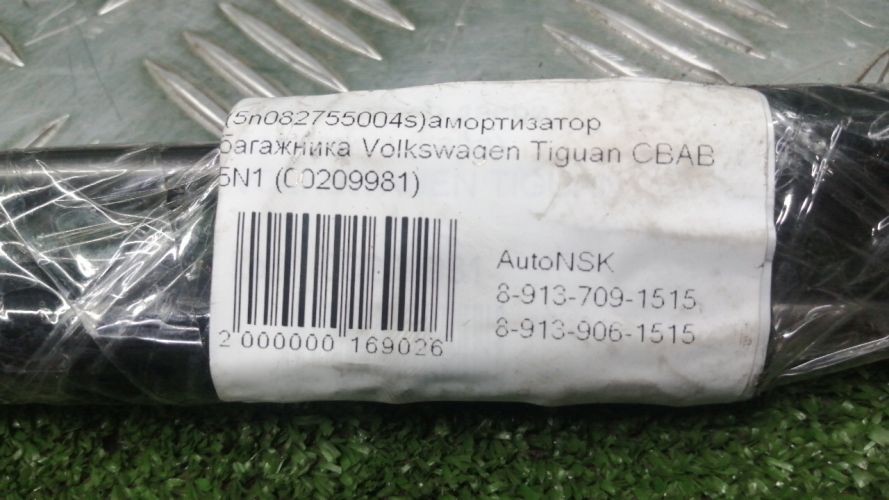 (5n082755004s)амортизатор
багажника Volkswagen Tiguan CBAB
5N1 (00209981)
AutoNSK
8-913-709-1515
8-913-906-1515
2 000000 169026